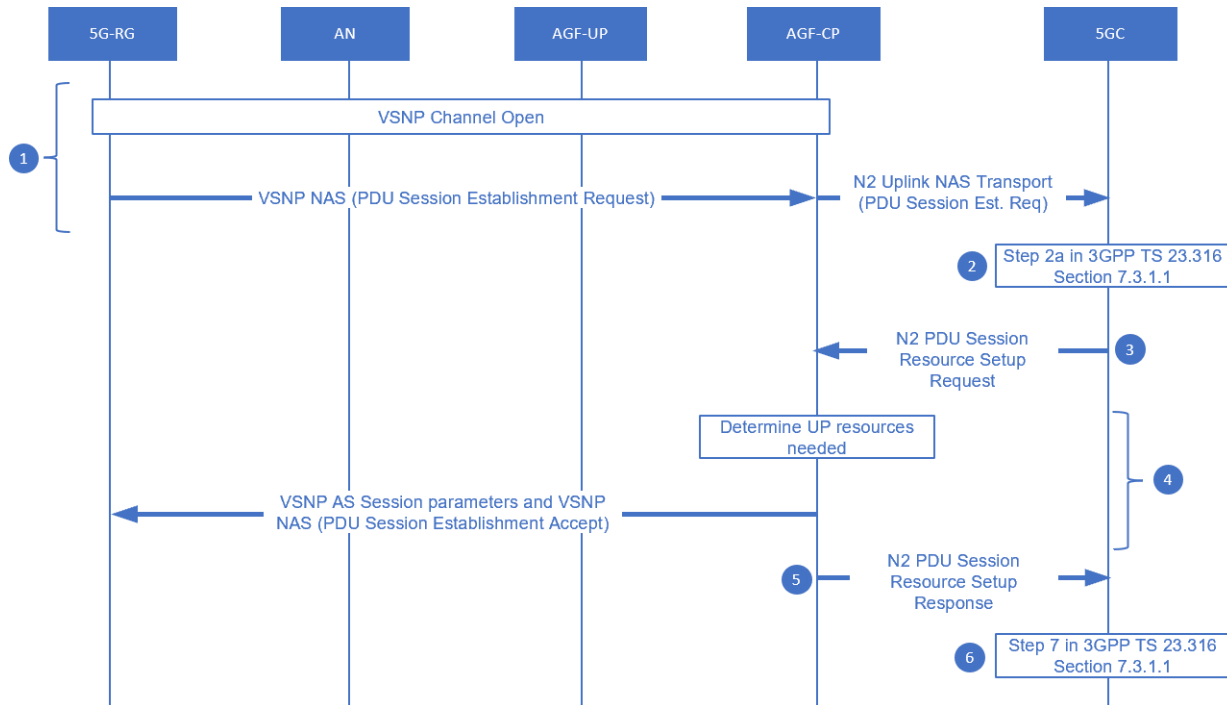 5G-RG
AN
AGF-UP
AGF-CP
5GC
VSNP Channel Open
1
VSNP NAS (PDU Session Establishment Request)
N2 Uplink NAS Transport
(PDU Session Est. Req)
2
Step 2a in 3GPP TS 23.316
Section 7.3.1.1
N2 PDU Session
Resource Setup
Request
3
Determine UP resources
needed
4
VSNP AS Session parameters and VSNP
NAS (PDU Session Establishment Accept)
5
N2 PDU Session
Resource Setup
Response
6
Step 7 in 3GPP TS 23.316
Section 7.3.1.1